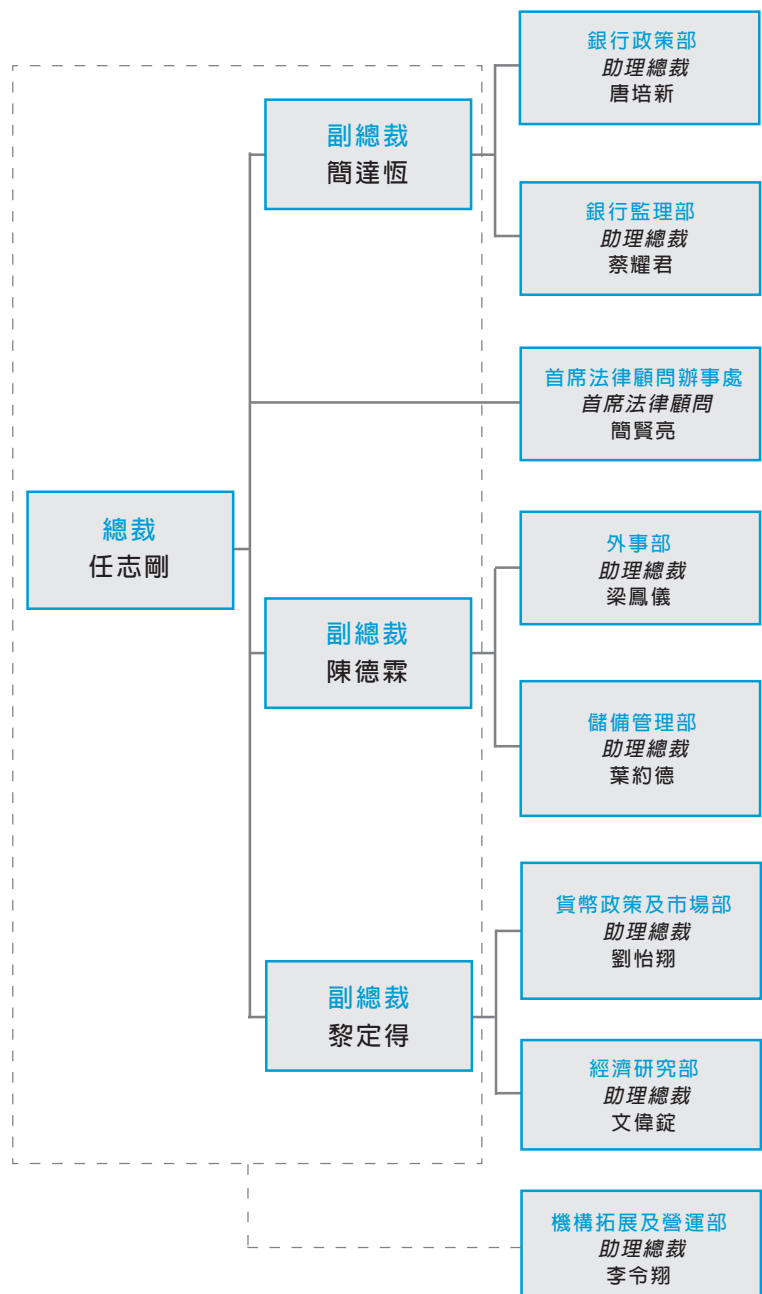 銀行政策部
助理總裁
唐培新
副總裁
簡達恆
銀行監理部
助理總裁
蔡耀君
首席法律顧問辦事處
首席法律顧問
簡賢亮
總裁
任志剛
外事部
助理總裁
梁鳳儀
副總裁
陳德霖
儲備管理部
助理總裁
葉約德
貨幣政策及市場部
助理總裁
劉怡翔
副總裁
黎定得
經濟研究部
助理總裁
文偉錠
機構拓展及營運部
助理總裁
李令翔